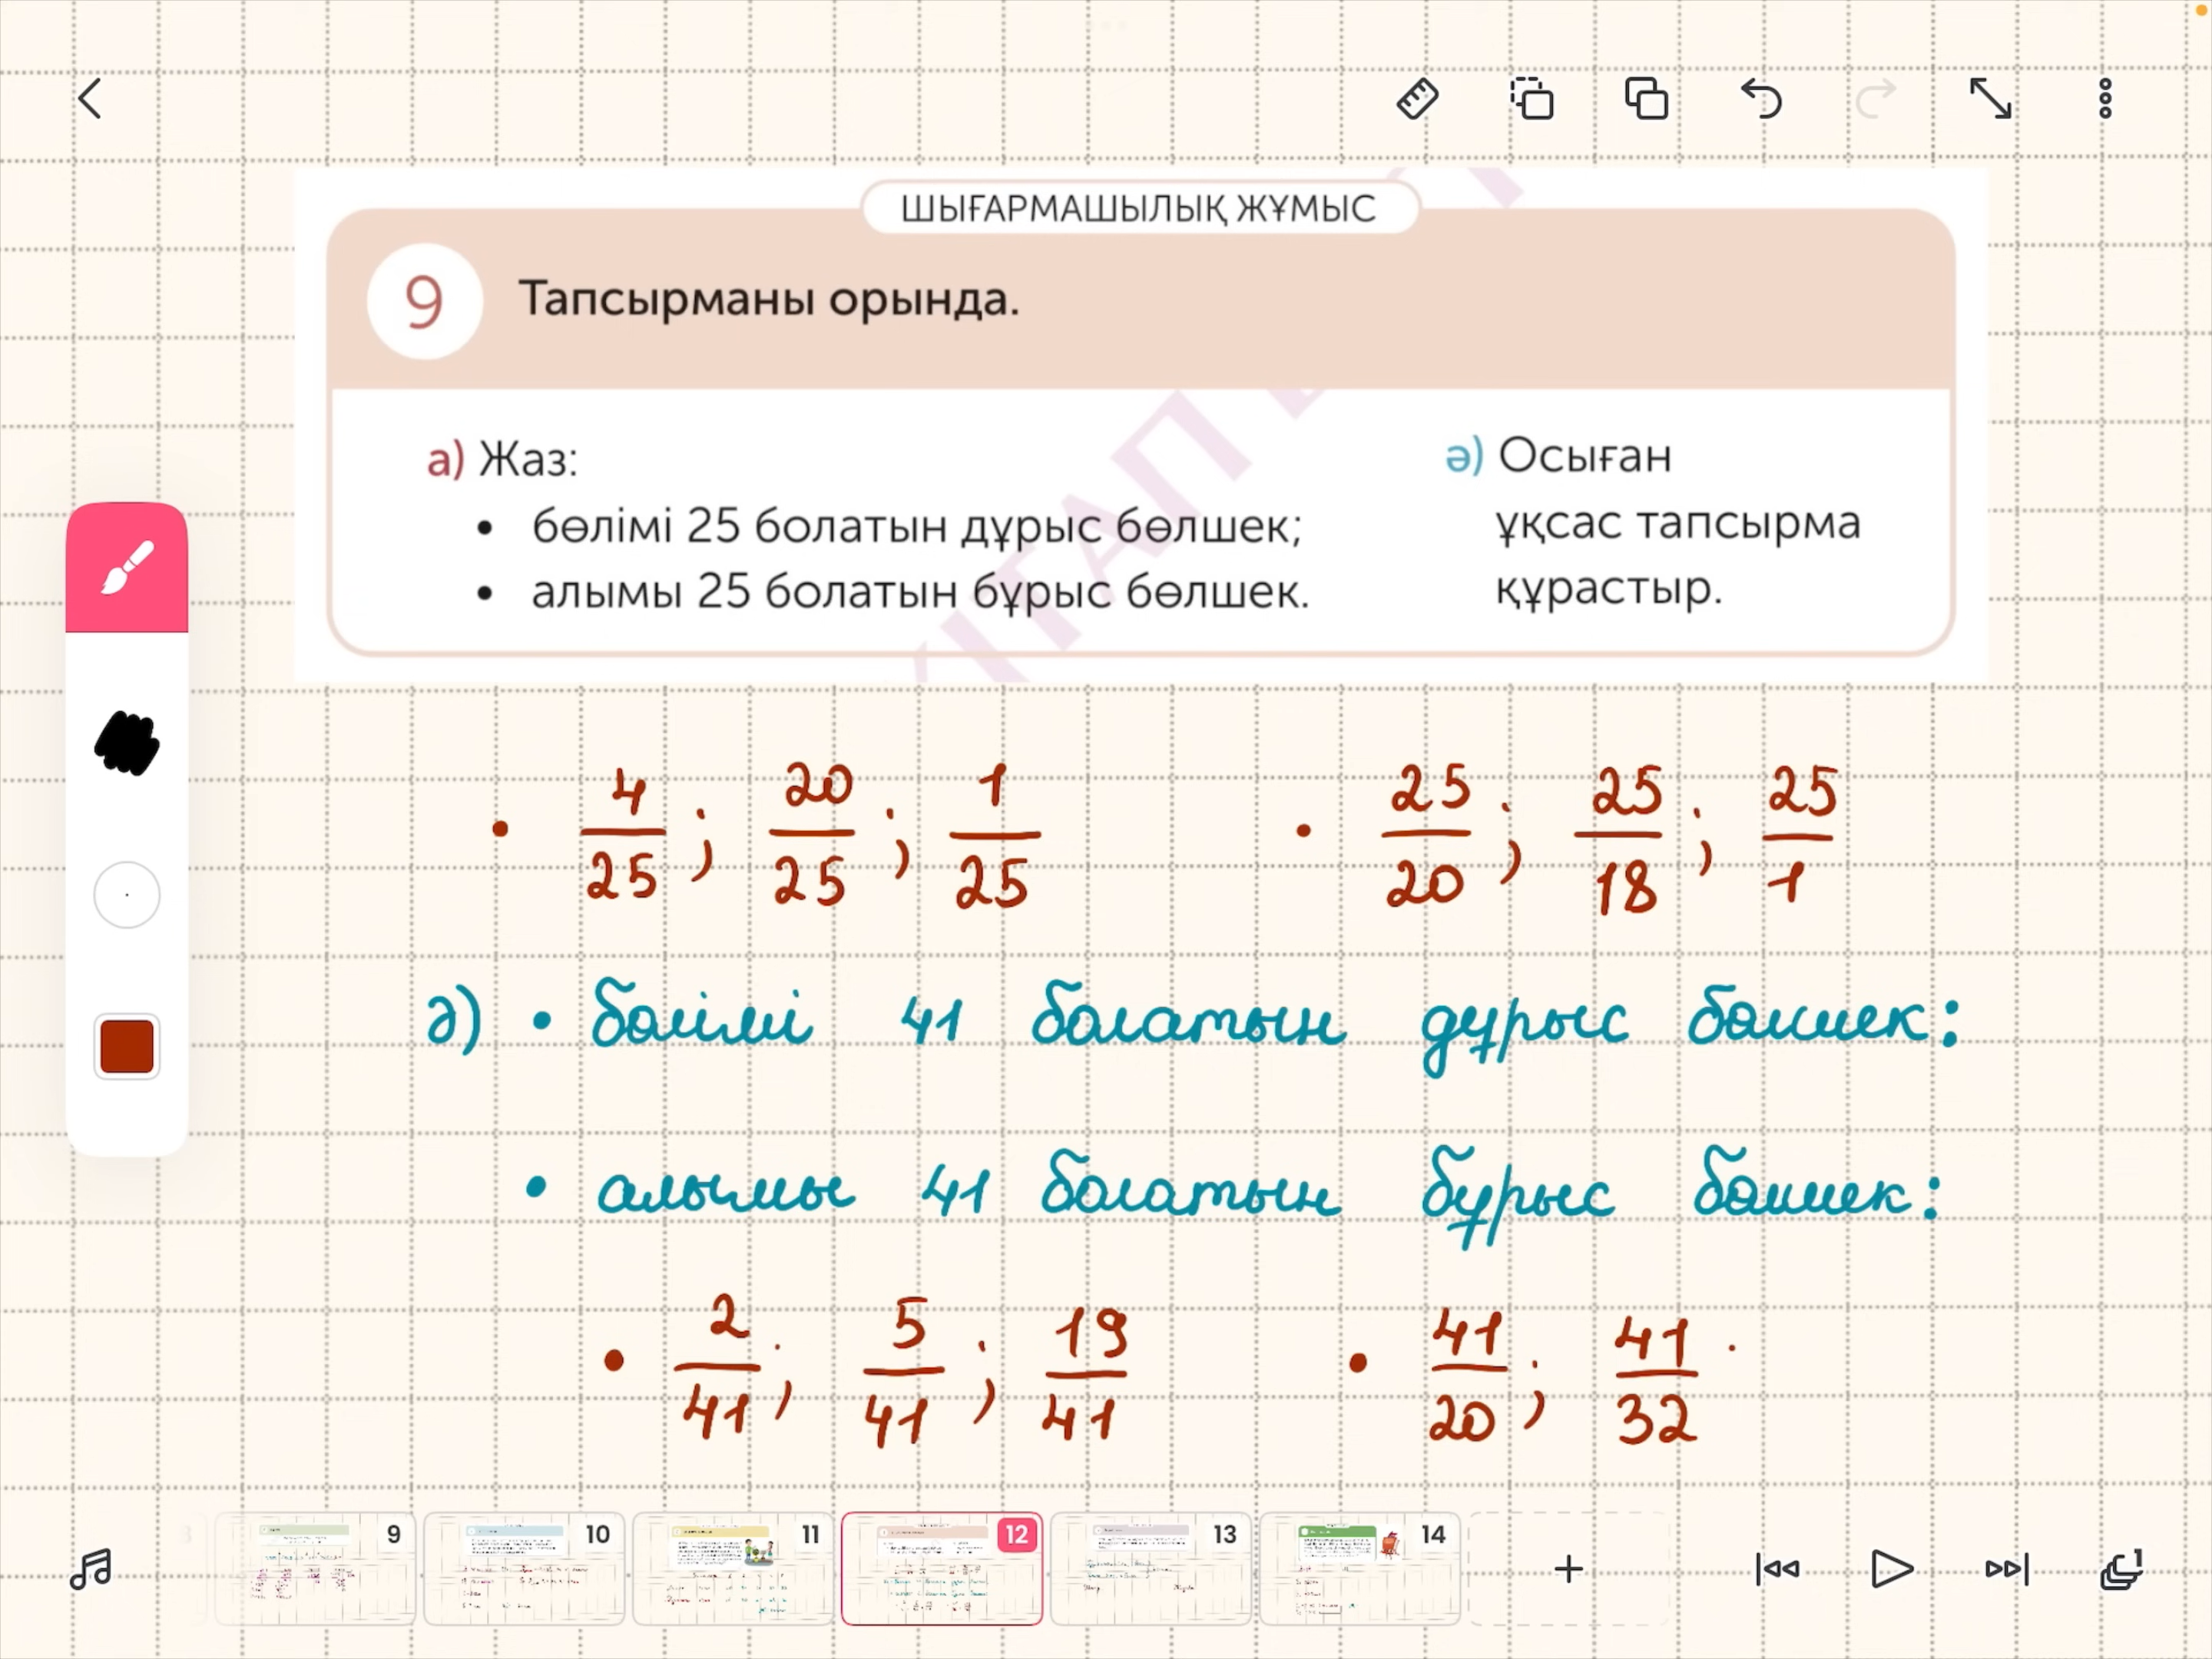 ШЫҒАРМАШЫЛЫҚ ЖҰМЫС
9 Тапсырманы орында.
а) Жаз:
• бөлімі 25 болатын дұрыс бөлшек;
• алымы 25 болатын бұрыс бөлшек.
ә) Осыған
ұқсас тапсырма
құрастыр.
• 4/25; 20/25; 1/25
• 25/20; 25/18; 25/1
ә) • бөлімі 41 болатын дұрыс бөлшек:
• алымы 41 болатын бұрыс бөлшек:
• 2/41; 5/41; 19/41
• 41/20; 41/32.
9 10 11 12 13 14